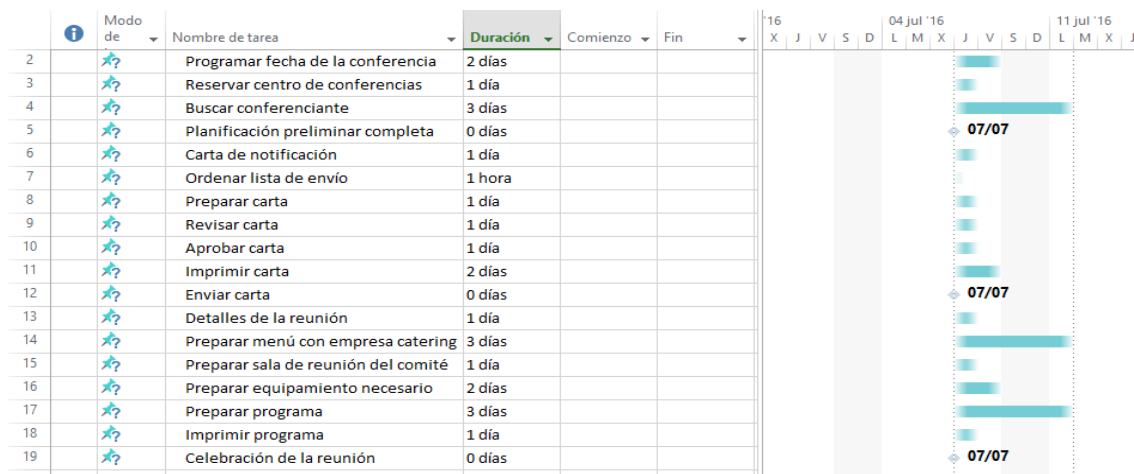 Modo de
Nombre de tarea
Duración
Comienzo
Fin
'16
04 jul '16
11 jul '16
X J V S D L M X J V S D L M X J
2 Programar fecha de la conferencia 2 días
3 Reservar centro de conferencias 1 día
4 Buscar conferenciante 3 días
5 Planificación preliminar completa 0 días 07/07
6 Carta de notificación 1 día
7 Ordenar lista de envío 1 hora
8 Preparar carta 1 día
9 Revisar carta 1 día
10 Aprobar carta 1 día
11 Imprimir carta 2 días
12 Enviar carta 0 días 07/07
13 Detalles de la reunión 1 día
14 Preparar menú con empresa catering 3 días
15 Preparar sala de reunión del comité 1 día
16 Preparar equipamiento necesario 2 días
17 Preparar programa 3 días
18 Imprimir programa 1 día
19 Celebración de la reunión 0 días 07/07